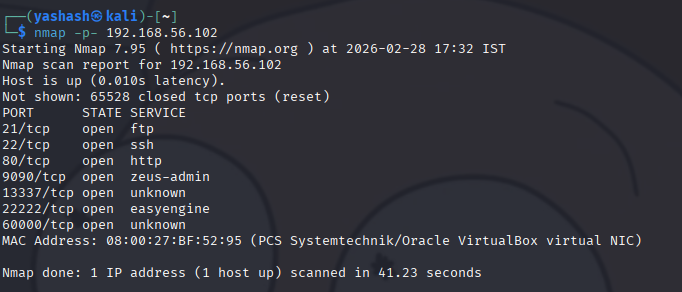 ┌──(yashash㉿kali)-[~]
└─$ nmap -p- 192.168.56.102
Starting Nmap 7.95 ( https://nmap.org ) at 2026-02-28 17:32 IST
Nmap scan report for 192.168.56.102
Host is up (0.010s latency).
Not shown: 65528 closed tcp ports (reset)
PORT      STATE SERVICE
21/tcp    open  ftp
22/tcp    open  ssh
80/tcp    open  http
9090/tcp  open  zeus-admin
13337/tcp open  unknown
22222/tcp open  easyengine
60000/tcp open  unknown
MAC Address: 08:00:27:BF:52:95 (PCS Systemtechnik/Oracle VirtualBox virtual NIC)
Nmap done: 1 IP address (1 host up) scanned in 41.23 seconds